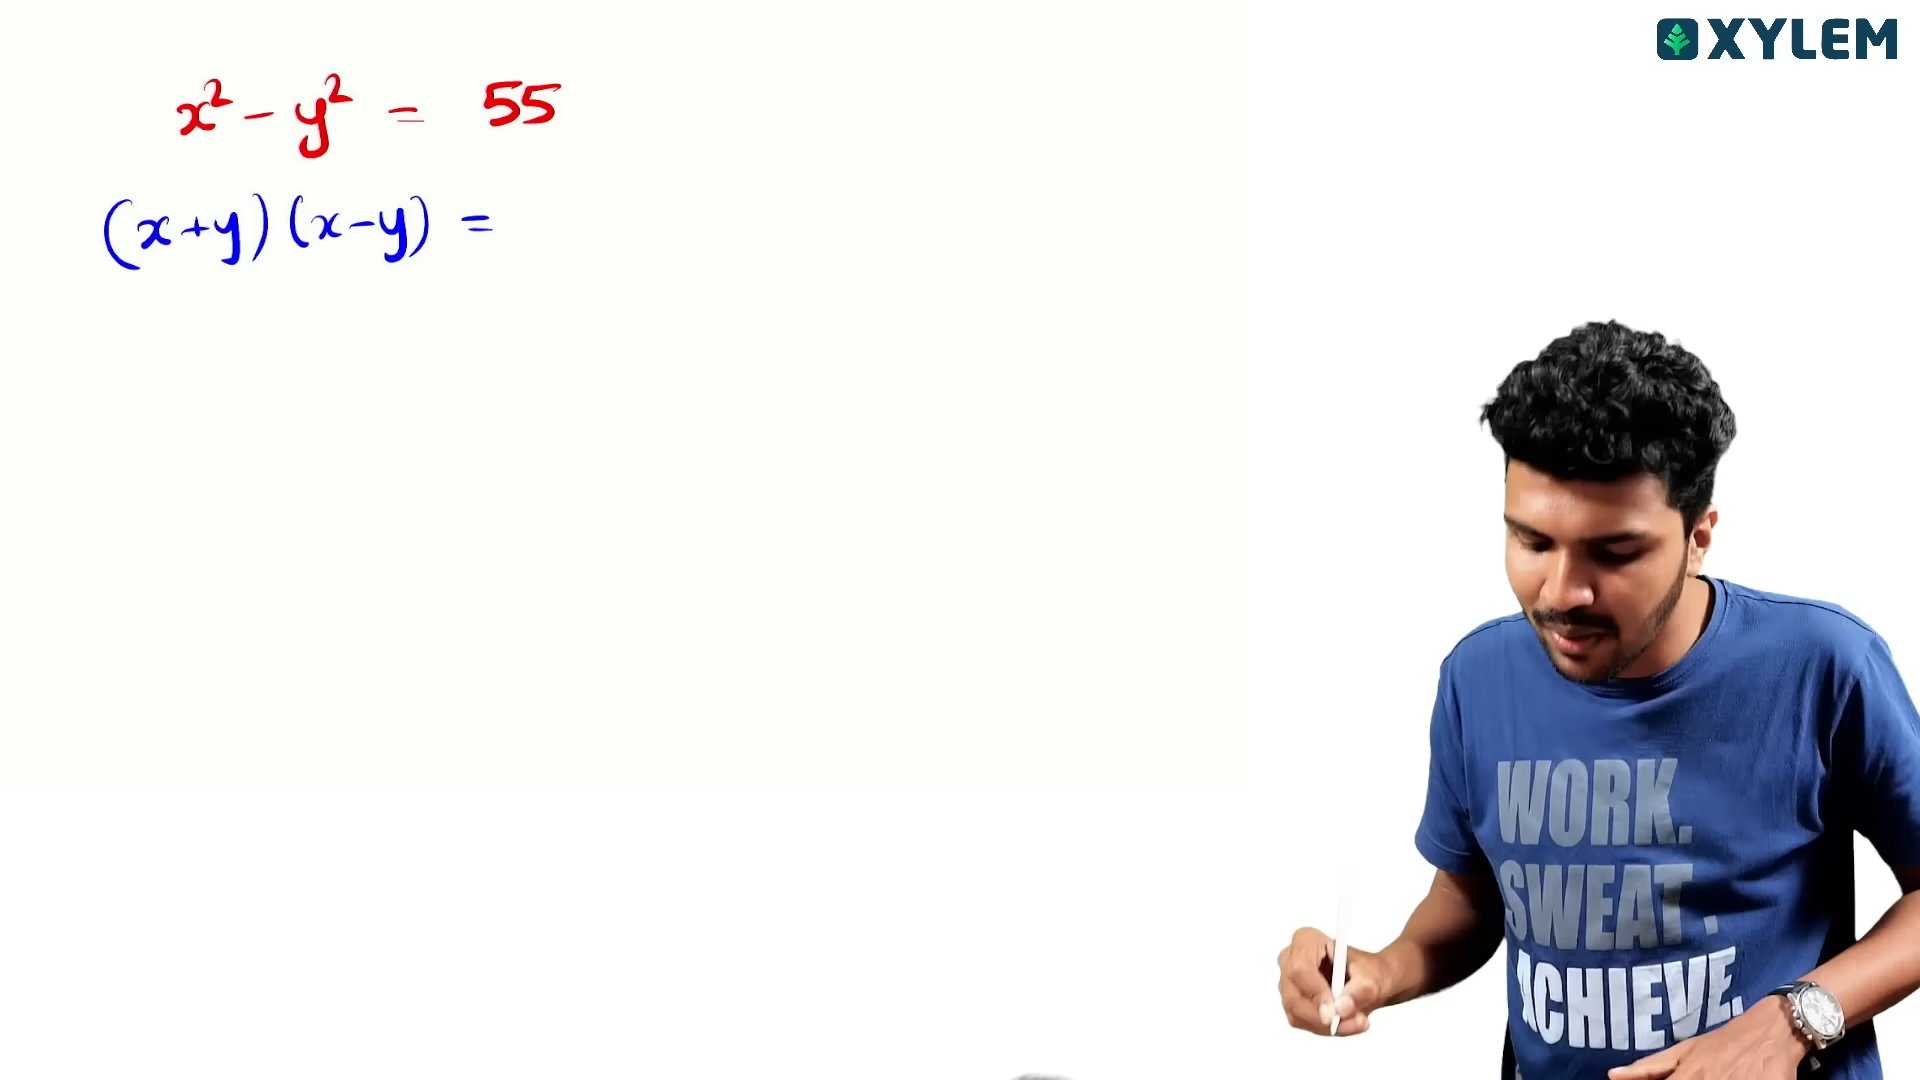 XYLEM
x² - y² = 55
(x+y)(x-y) =
WORK.
SWEAT.
ACHIEVE.